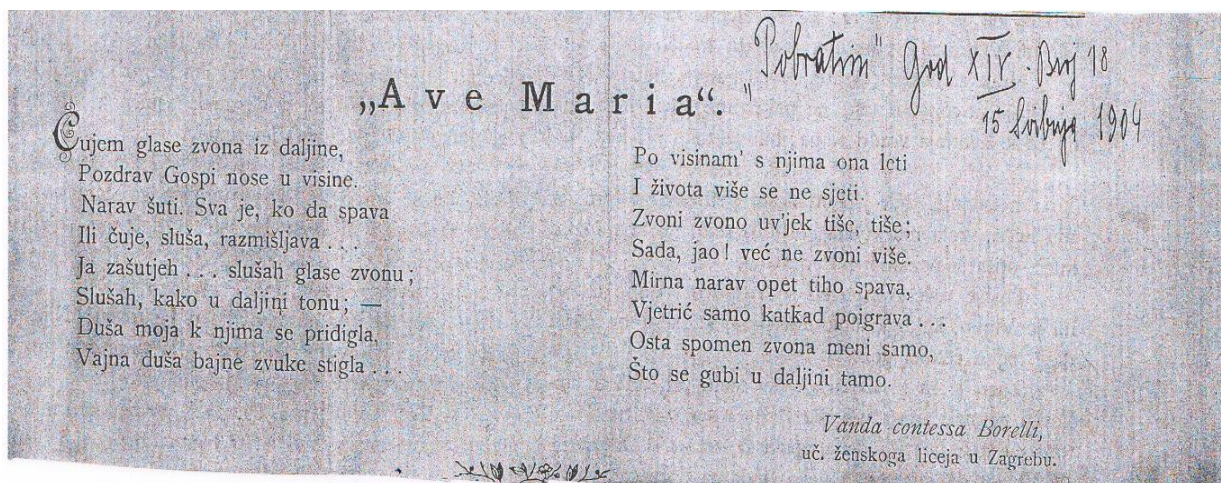 „Ave Maria“."
"Pobratim" God XIV. Broj 18
15 Svibnja 1904
Čujem glase zvona iz daljine,
Pozdrav Gospi nose u visine.
Narav šuti. Sva je, ko da spava
Ili čuje, sluša, razmišljava . . .
Ja zašutjeh . . . slušah glase zvonu;
Slušah, kako u daljini tonu; —
Duša moja k njima se pridigla,
Vajna duša bajne zvuke stigla . . .
Po visinam' s njima ona leti
I života više se ne sjeti.
Zvoni zvono uv'jek tiše, tiše;
Sada, jao! već ne zvoni više.
Mirna narav opet tiho spava,
Vjetrić samo katkad poigrava . . .
Osta spomen zvona meni samo,
Što se gubi u daljini tamo.
Vanda contessa Borelli,
uč. ženskoga liceja u Zagrebu.